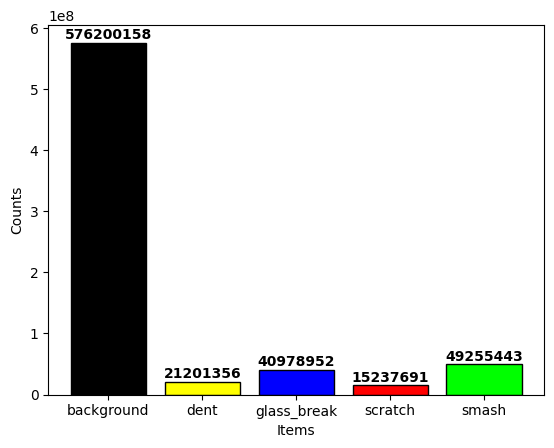 1e8
576200158
6
5
4
3
2
1
0
Counts
21201356
40978952
15237691
49255443
background
dent
glass_break
scratch
smash
Items